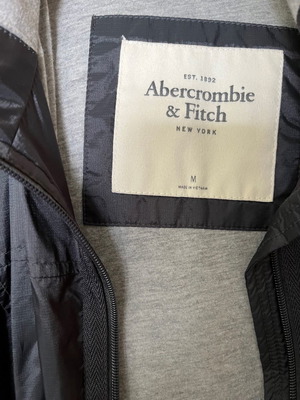 EST. 1892
Abercrombie
& Fitch
NEW YORK
M
MADE IN VIETNAM